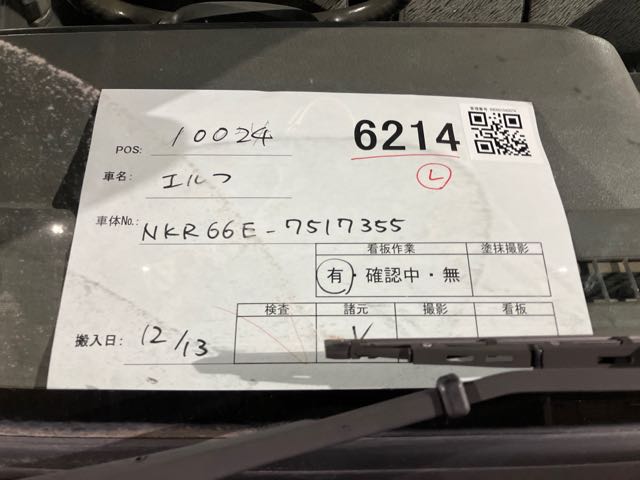 POS: 10024
6214
L
車名: エルフ
車体No.: NKR66E-7517355
看板作業 塗抹撮影
有・確認中・無
検査 諸元 撮影 看板
搬入日: 12/13